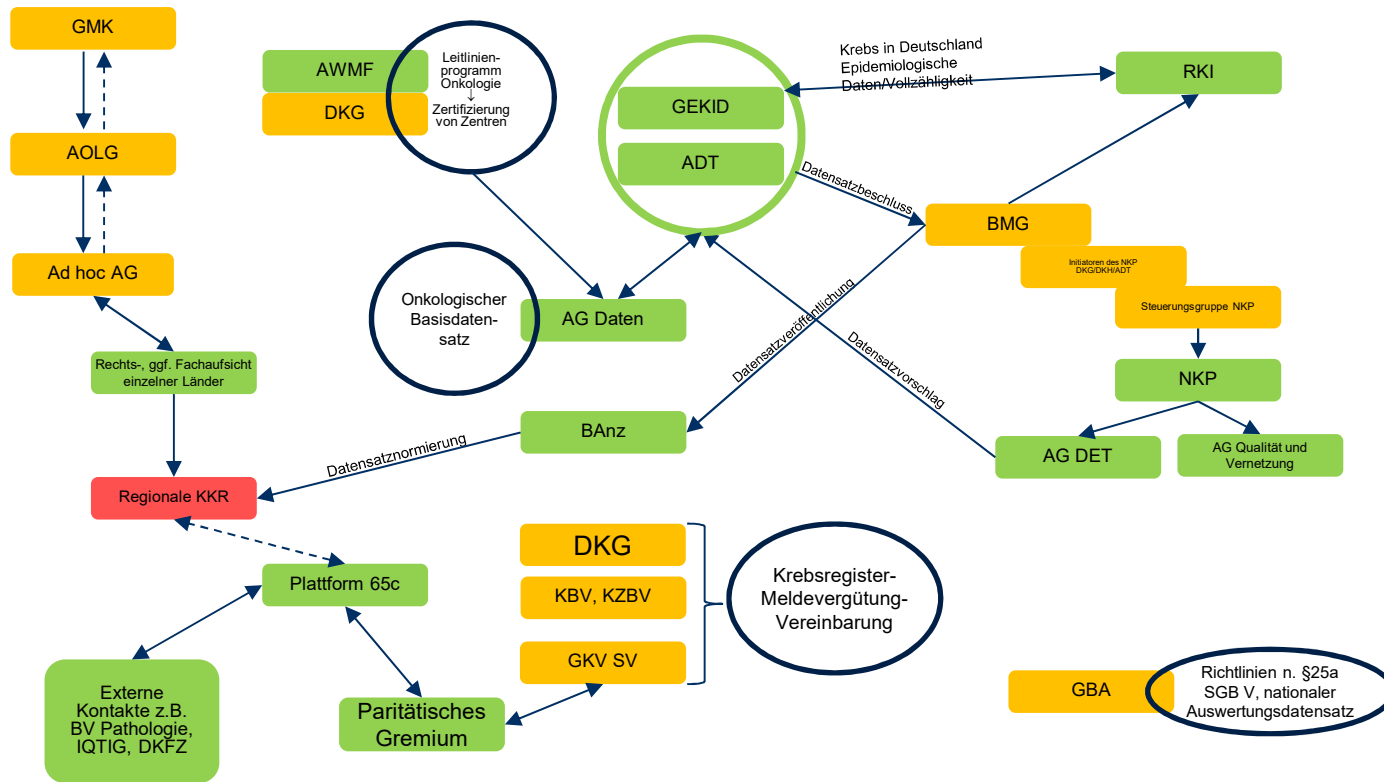 GMK
AOLG
Ad hoc AG
Rechts-, ggf. Fachaufsicht
einzelner Länder
Regionale KKR
AWMF
DKG
Leitlinien-
programm
Onkologie
↓
Zertifizierung
von Zentren
GEKID
ADT
Krebs in Deutschland
Epidemiologische
Daten/Vollzähligkeit
RKI
Datensatzbeschluss
BMG
Initiatoren des NKP
DKG/DKH/ADT
Steuerungsgruppe NKP
NKP
AG DET
AG Qualität und
Vernetzung
Onkologischer
Basisdaten-
satz
AG Daten
Datensatzveröffentlichung
Datensatzvorschlag
BAnz
Datensatznormierung
Plattform 65c
Externe
Kontakte z.B.
BV Pathologie,
IQTIG, DKFZ
Paritätisches
Gremium
DKG
KBV, KZBV
GKV SV
Krebsregister-
Meldevergütung-
Vereinbarung
GBA
Richtlinien n. §25a
SGB V, nationaler
Auswertungsdatensatz